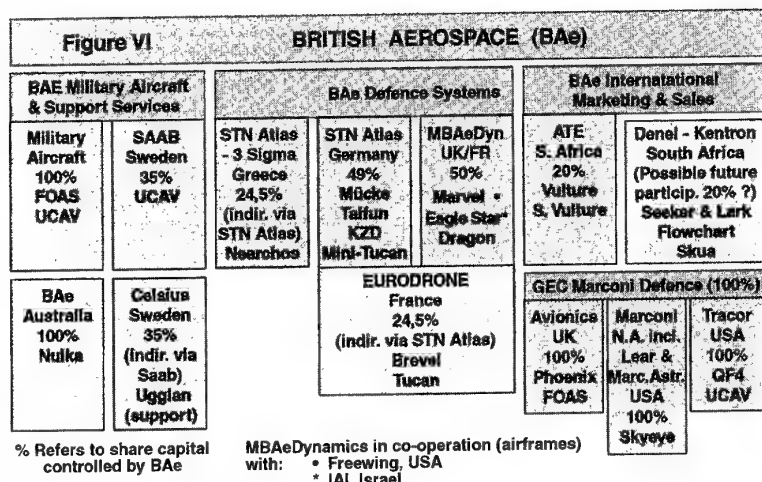 Figure VI
BRITISH AEROSPACE (BAe)
BAE Military Aircraft
& Support Services
Military
Aircraft
100%
FOAS
UCAV
SAAB
Sweden
35%
UCAV
BAe
Australia
100%
Nulka
Celsius
Sweden
35%
(indir. via
Saab)
Ugglan
(support)
BAe Defence Systems
STN Atlas
- 3 Sigma
Greece
24,5%
(indir. via
STN Atlas)
Nearchos
STN Atlas
Germany
49%
Mücke
Taifun
KZD
Mini-Tucan
MBAeDyn
UK/FR
50%
Marvel •
Eagle Star*
Dragon
EURODRONE
France
24,5%
(indir. via STN Atlas)
Brevel
Tucan
BAe Internatational
Marketing & Sales
ATE
S. Africa
20%
Vulture
S, Vulture
Denel - Kentron
South Africa
(Possible future
particip. 20% ?)
Seeker & Lark
Flowchart
Skua
GEC Marconi Defence (100%)
Avionics
UK
100%
Phoenix
FOAS
Marconi
N.A. incl.
Lear &
Marc.Astr.
USA
100%
Skyeye
Tracor
USA
100%
QF4
UCAV
% Refers to share capital
controlled by BAe
MBAeDynamics in co-operation (airframes)
with: • Freewing, USA
* IAI, Israel